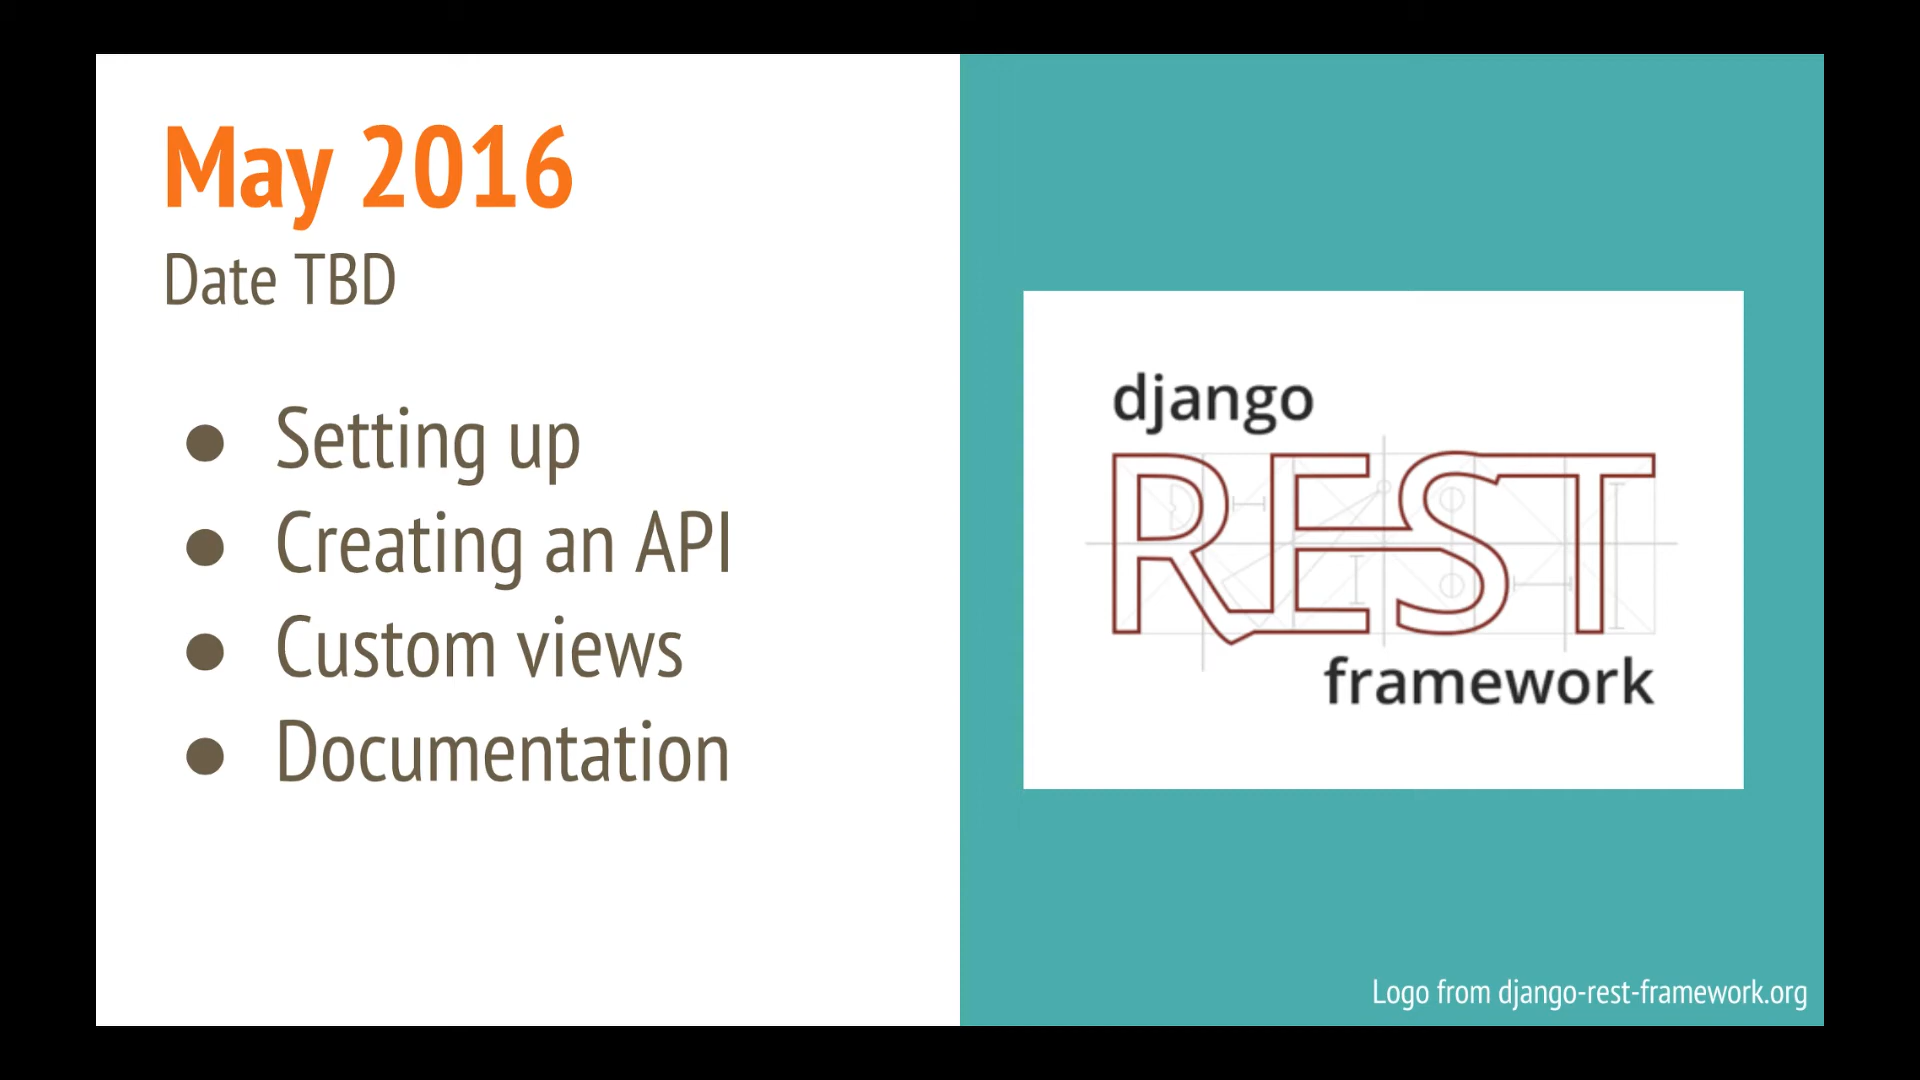 May 2016
Date TBD
● Setting up
● Creating an API
● Custom views
● Documentation
django
REST
framework
Logo from django-rest-framework.org